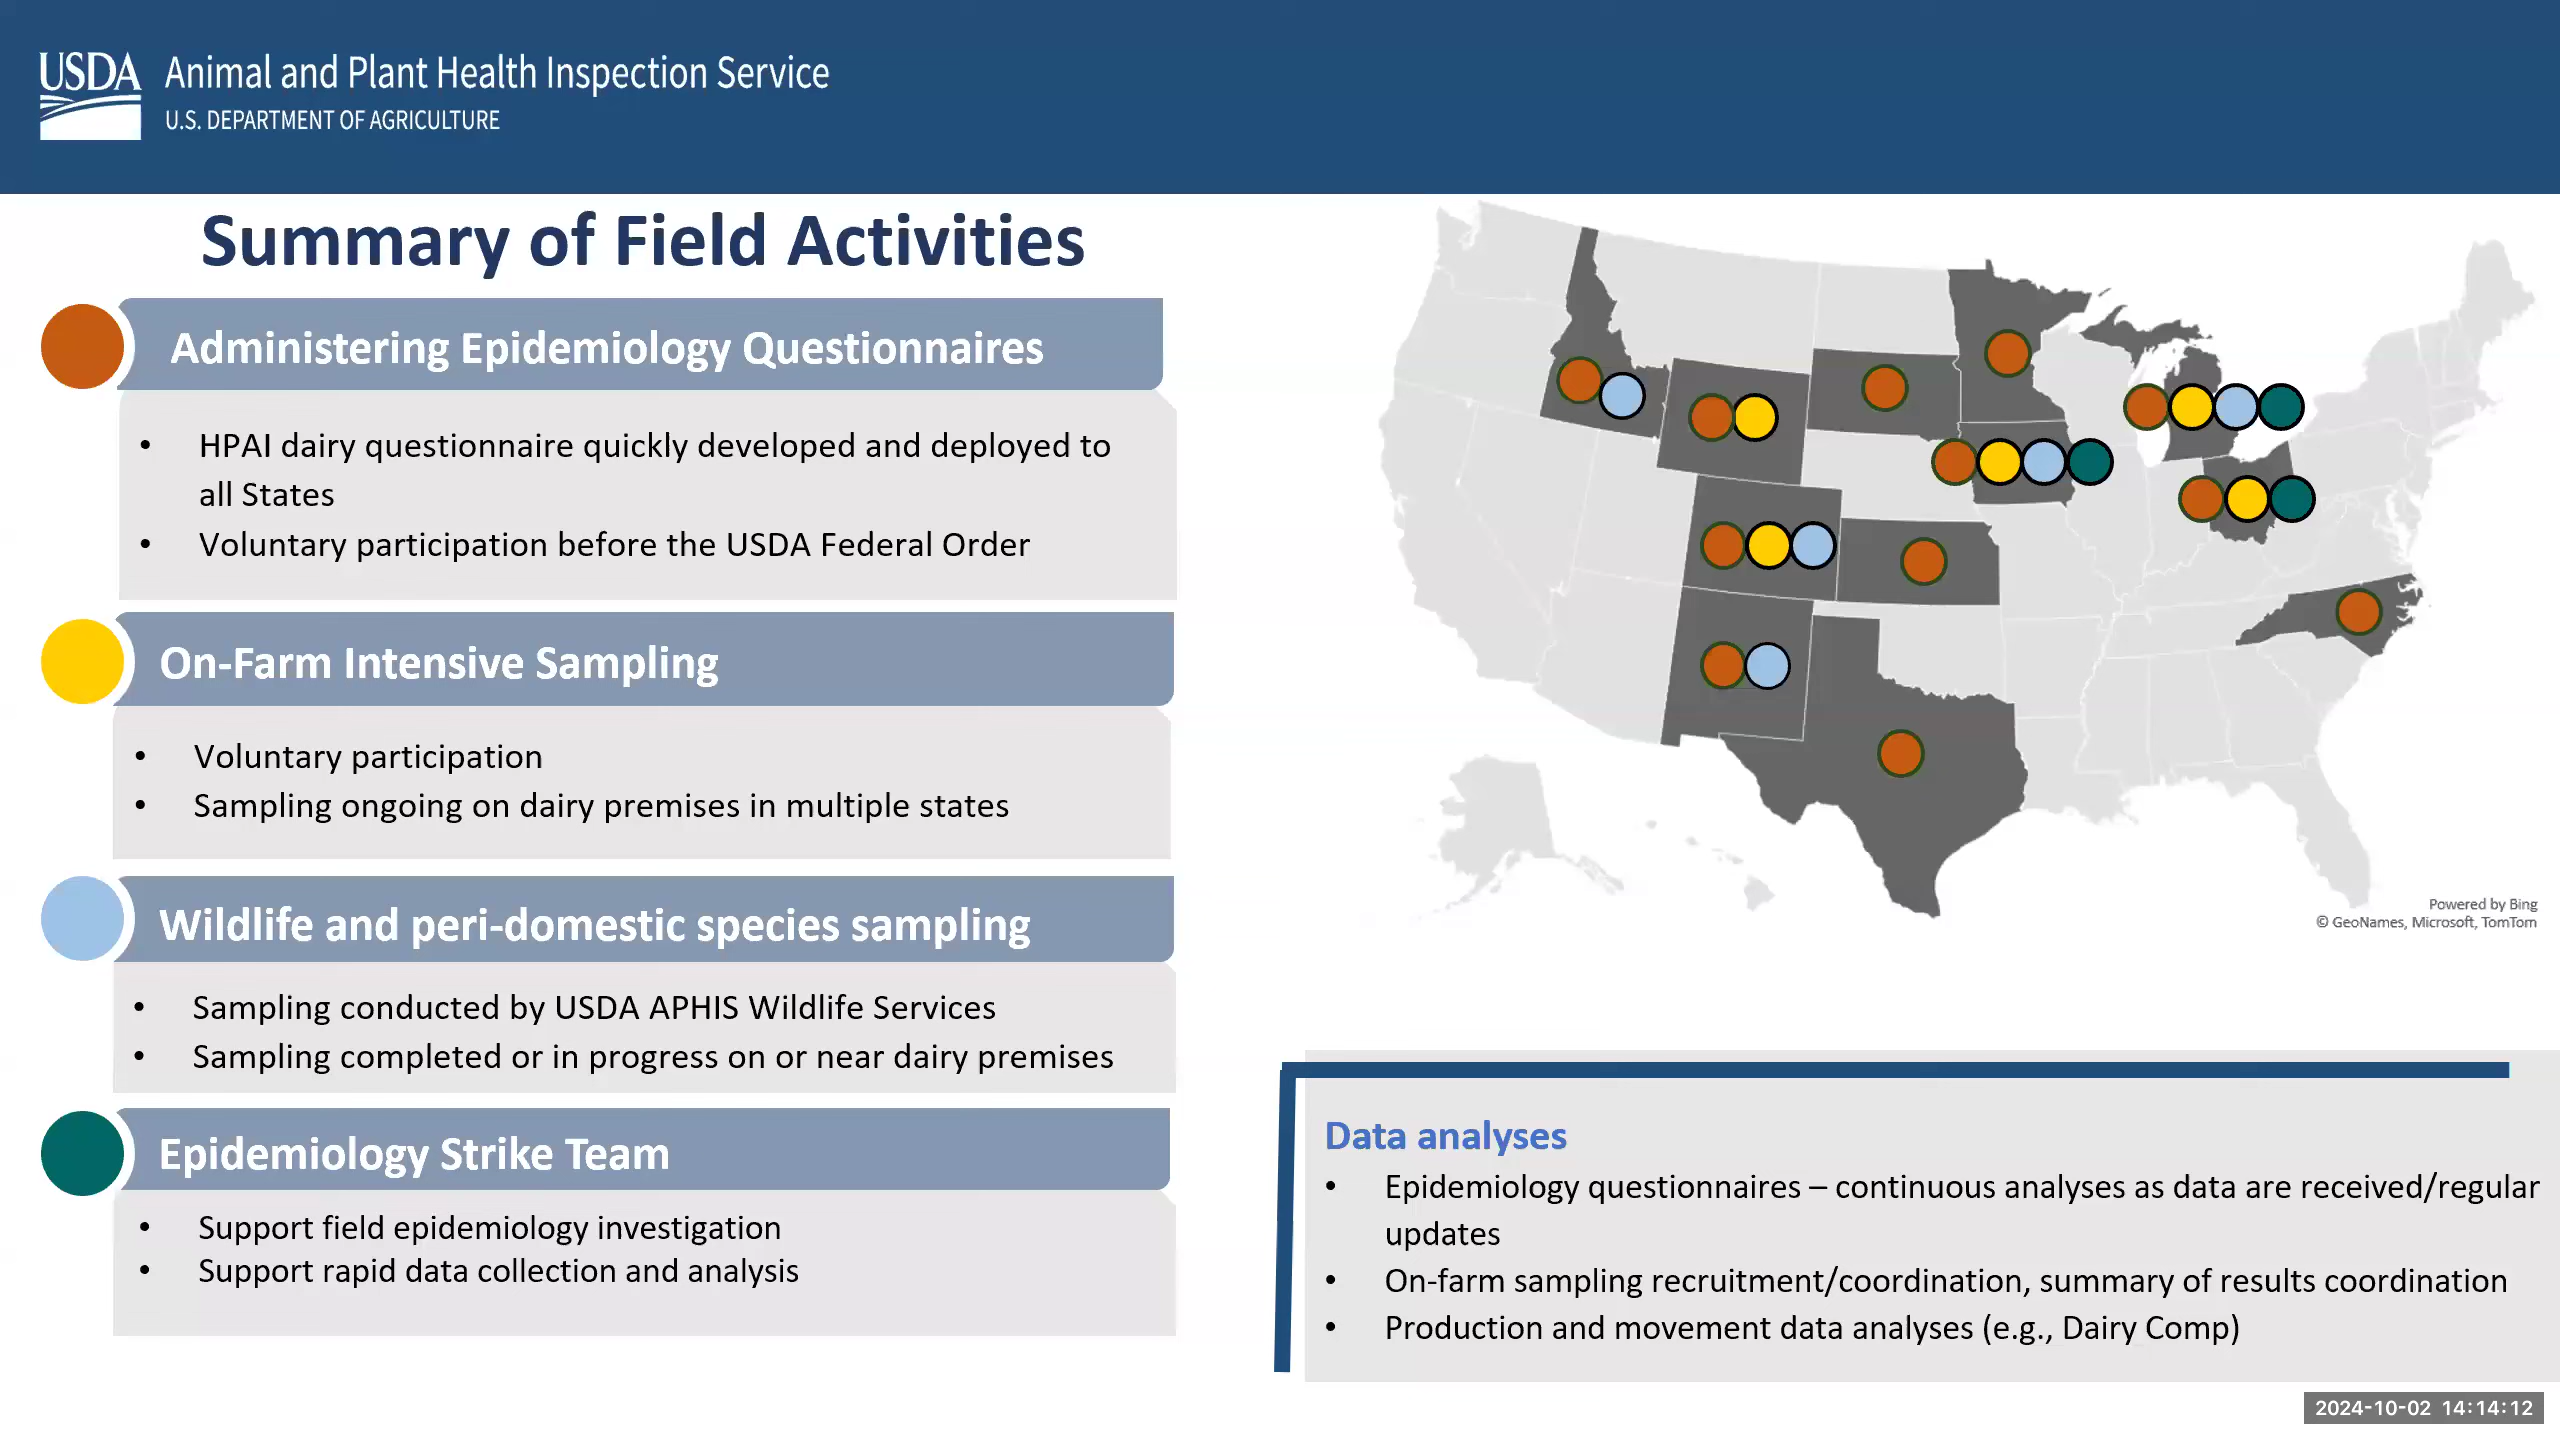 USDA Animal and Plant Health Inspection Service
U.S. DEPARTMENT OF AGRICULTURE
Summary of Field Activities
Administering Epidemiology Questionnaires
• HPAI dairy questionnaire quickly developed and deployed to
all States
• Voluntary participation before the USDA Federal Order
On-Farm Intensive Sampling
• Voluntary participation
• Sampling ongoing on dairy premises in multiple states
Wildlife and peri-domestic species sampling
• Sampling conducted by USDA APHIS Wildlife Services
• Sampling completed or in progress on or near dairy premises
Epidemiology Strike Team
• Support field epidemiology investigation
• Support rapid data collection and analysis
Powered by Bing
© GeoNames, Microsoft, TomTom
Data analyses
• Epidemiology questionnaires – continuous analyses as data are received/regular
updates
• On-farm sampling recruitment/coordination, summary of results coordination
• Production and movement data analyses (e.g., Dairy Comp)
2024-10-02 14:14:12